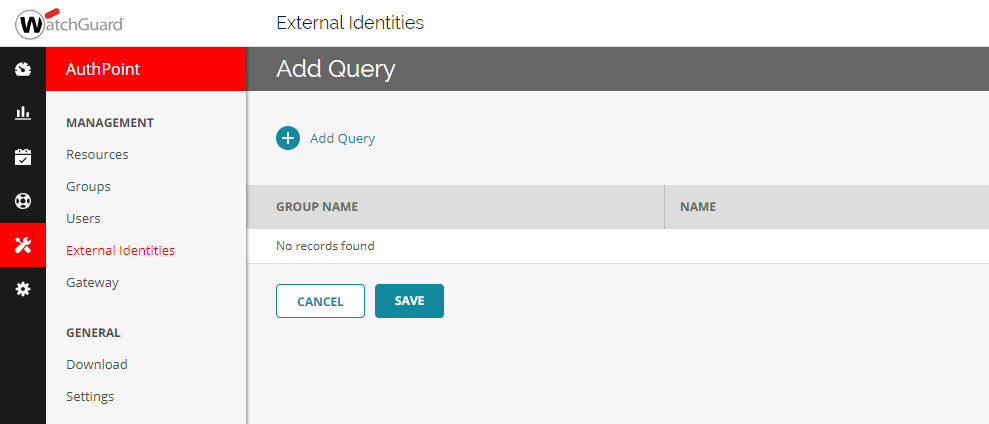 WatchGuard
External Identities
AuthPoint
Add Query
MANAGEMENT
Resources
Groups
Users
External Identities
Gateway
GENERAL
Download
Settings
Add Query
GROUP NAME
NAME
No records found
CANCEL
SAVE